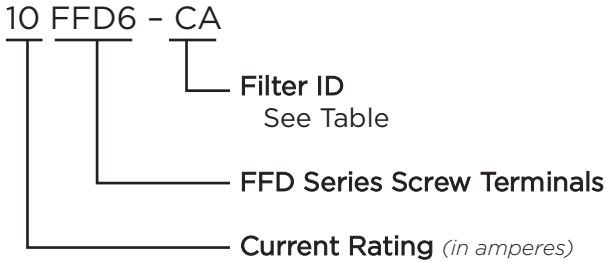 10 FFD6 – CA
Filter ID
See Table
FFD Series Screw Terminals
Current Rating (in amperes)